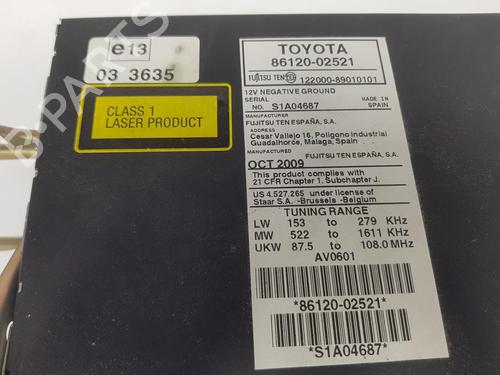 e13
03 3635
CLASS 1
LASER PRODUCT
TOYOTA
86120-02521
FUJITSU TEN 122000-89010101
12V NEGATIVE GROUND
SERIAL
NO. S1A04687
MADE IN
SPAIN
MANUFACTURER
FUJITSU TEN ESPAÑA, S.A.
ADDRESS
Cesar Vallejo 16, Poligono Industrial
Guadalhorce, Malaga, Spain
MANUFACTURED
FUJITSU TEN ESPAÑA, S.A.
OCT 2009
This product complies with
21 CFR Chapter 1, Subchapter J.
US 4.527.265 under license of
Staar S.A. -Brussels -Belgium
TUNING RANGE
LW 153 to 279 KHz
MW 522 to 1611 KHz
UKW 87.5 to 108.0 MHz
AV0601
*86120-02521*
*S1A04687*
B-PARTS